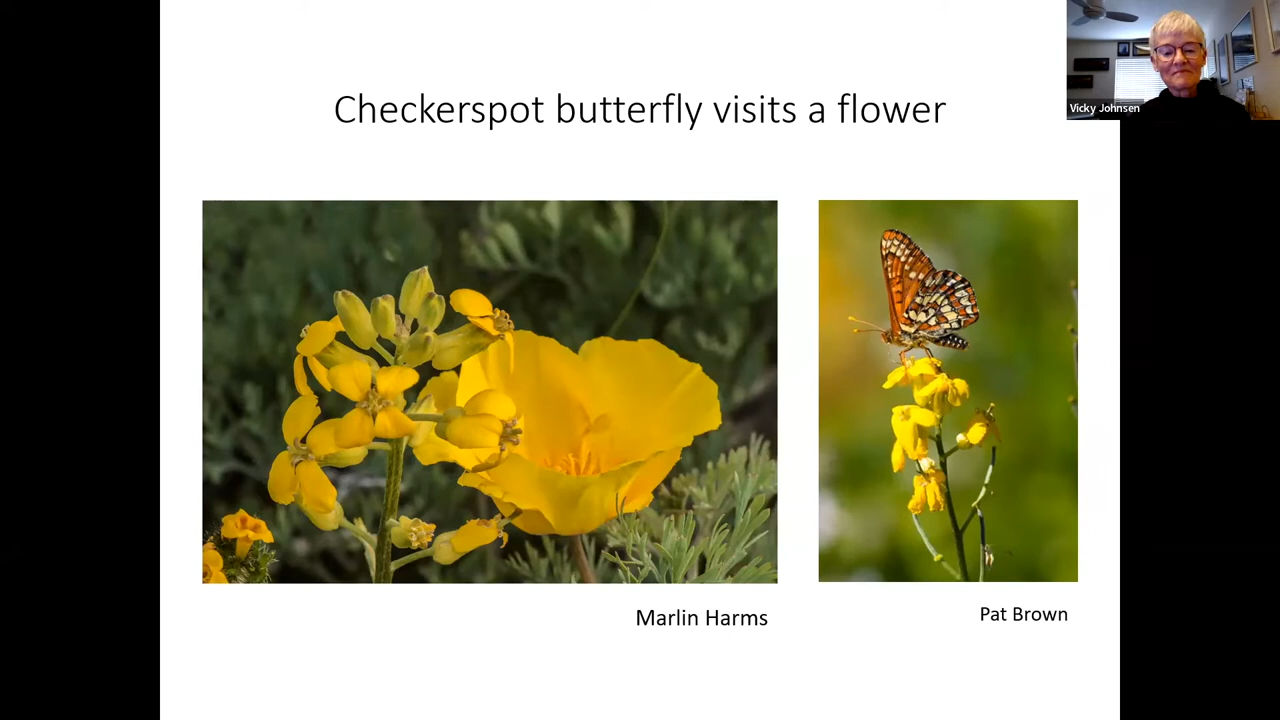 Checkerspot butterfly visits a flower
Vicky Johnsen
Marlin Harms
Pat Brown